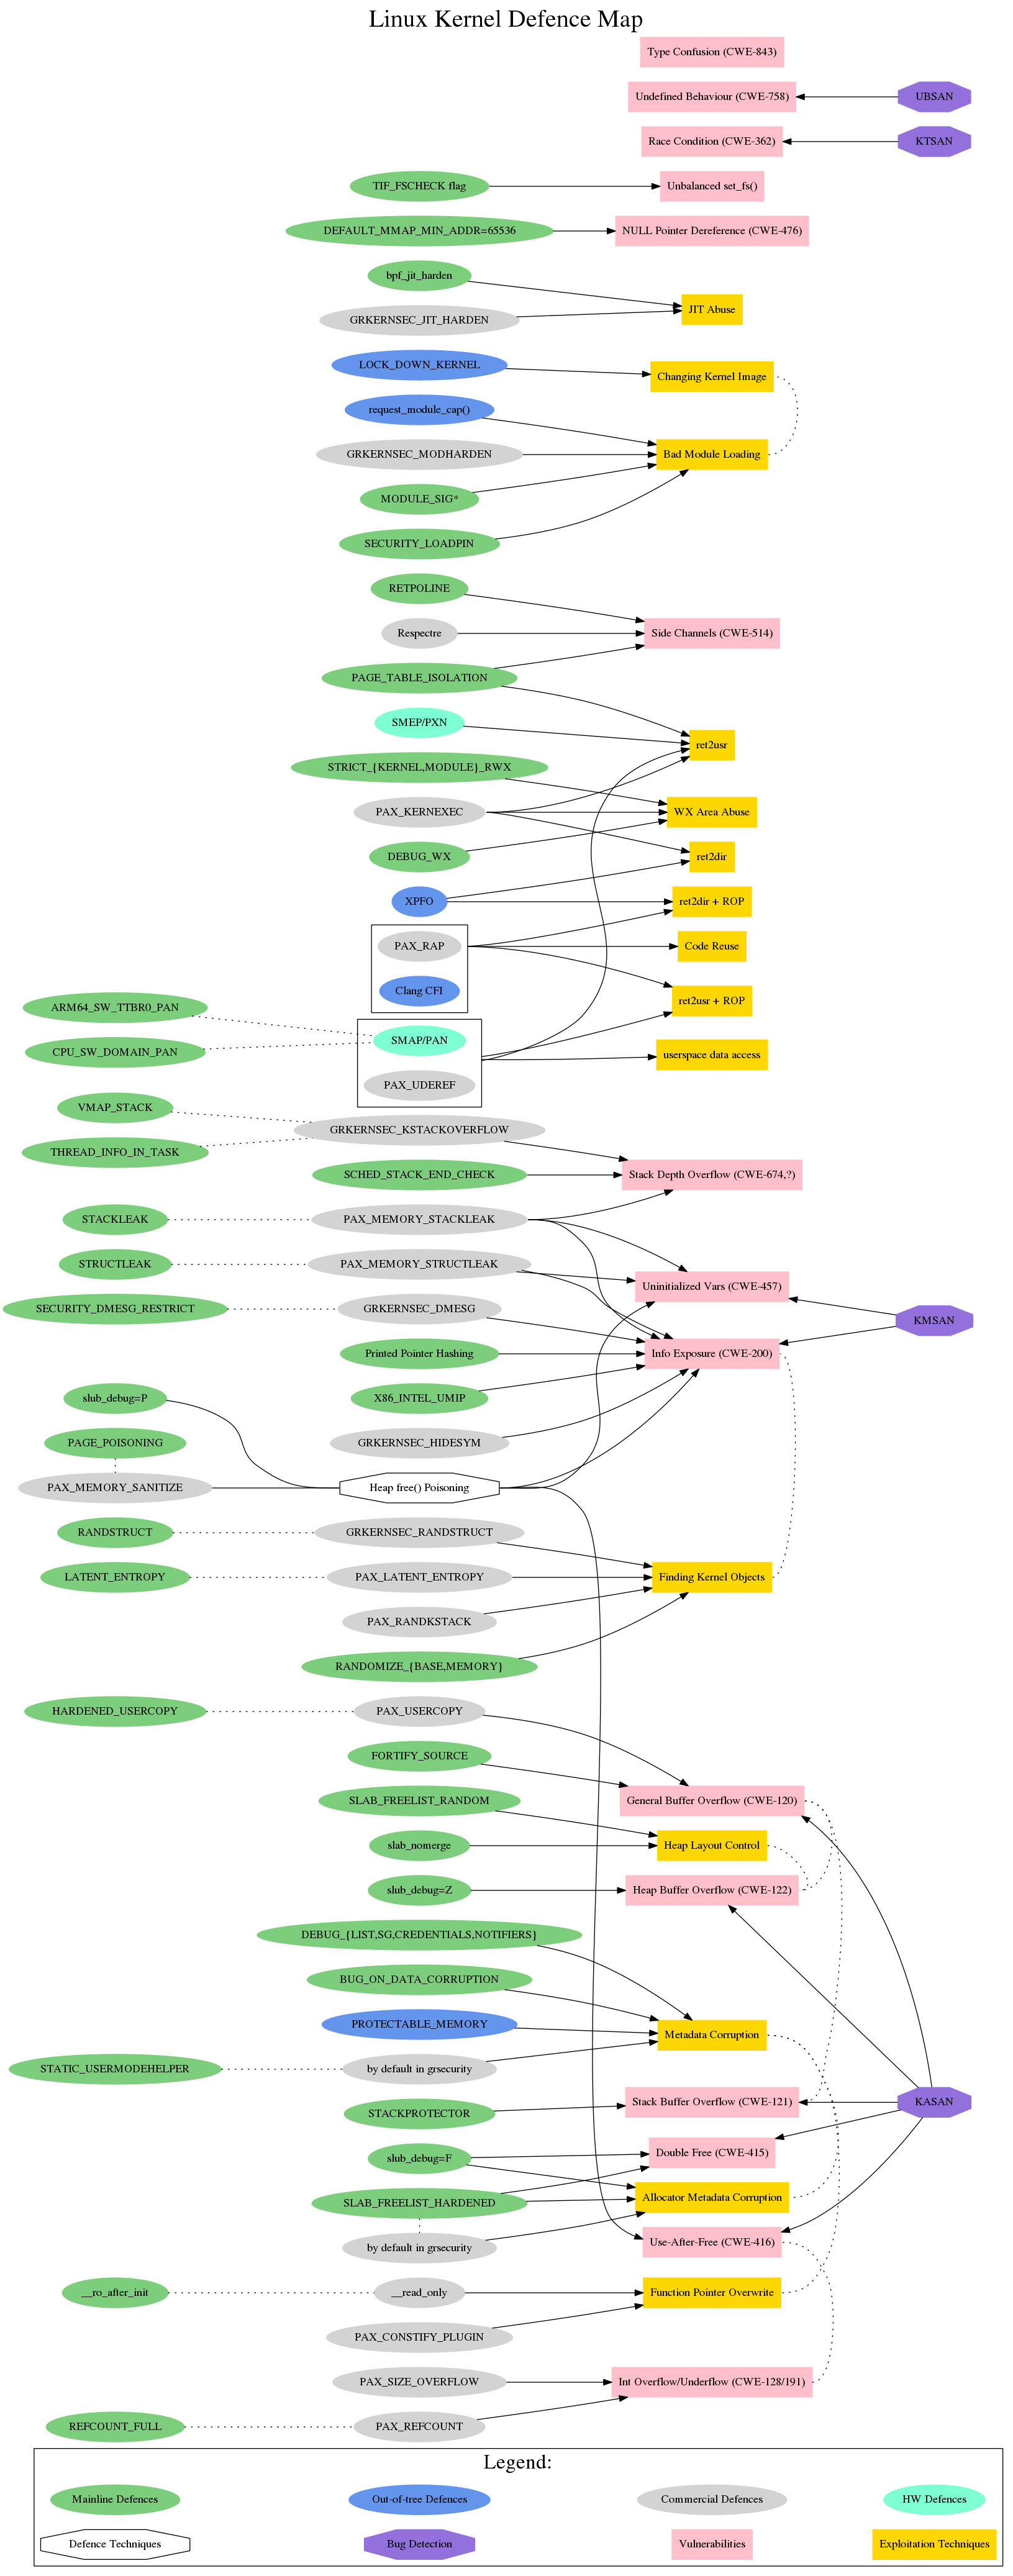 Linux Kernel Defence Map
Type Confusion (CWE-843)
Undefined Behaviour (CWE-758)
UBSAN
Race Condition (CWE-362)
KTSAN
TIF_FSCHECK flag
Unbalanced set_fs()
DEFAULT_MMAP_MIN_ADDR=65536
NULL Pointer Dereference (CWE-476)
bpf_jit_harden
JIT Abuse
GRKERNSEC_JIT_HARDEN
LOCK_DOWN_KERNEL
Changing Kernel Image
request_module_cap()
GRKERNSEC_MODHARDEN
Bad Module Loading
MODULE_SIG*
SECURITY_LOADPIN
RETPOLINE
Respectre
Side Channels (CWE-514)
PAGE_TABLE_ISOLATION
SMEP/PXN
ret2usr
STRICT_{KERNEL,MODULE}_RWX
PAX_KERNEXEC
WX Area Abuse
DEBUG_WX
ret2dir
XPFO
ret2dir + ROP
PAX_RAP
Code Reuse
Clang CFI
ret2usr + ROP
ARM64_SW_TTBR0_PAN
SMAP/PAN
CPU_SW_DOMAIN_PAN
userspace data access
PAX_UDEREF
VMAP_STACK
GRKERNSEC_KSTACKOVERFLOW
THREAD_INFO_IN_TASK
SCHED_STACK_END_CHECK
Stack Depth Overflow (CWE-674,?)
STACKLEAK
PAX_MEMORY_STACKLEAK
STRUCTLEAK
PAX_MEMORY_STRUCTLEAK
Uninitialized Vars (CWE-457)
SECURITY_DMESG_RESTRICT
GRKERNSEC_DMESG
KMSAN
Printed Pointer Hashing
Info Exposure (CWE-200)
slub_debug=P
X86_INTEL_UMIP
PAGE_POISONING
GRKERNSEC_HIDESYM
PAX_MEMORY_SANITIZE
Heap free() Poisoning
RANDSTRUCT
GRKERNSEC_RANDSTRUCT
LATENT_ENTROPY
PAX_LATENT_ENTROPY
Finding Kernel Objects
PAX_RANDKSTACK
RANDOMIZE_{BASE,MEMORY}
HARDENED_USERCOPY
PAX_USERCOPY
FORTIFY_SOURCE
SLAB_FREELIST_RANDOM
General Buffer Overflow (CWE-120)
slab_nomerge
Heap Layout Control
slub_debug=Z
Heap Buffer Overflow (CWE-122)
DEBUG_{LIST,SG,CREDENTIALS,NOTIFIERS}
BUG_ON_DATA_CORRUPTION
PROTECTABLE_MEMORY
Metadata Corruption
STATIC_USERMODEHELPER
by default in grsecurity
STACKPROTECTOR
Stack Buffer Overflow (CWE-121)
KASAN
slub_debug=F
Double Free (CWE-415)
SLAB_FREELIST_HARDENED
Allocator Metadata Corruption
by default in grsecurity
Use-After-Free (CWE-416)
__ro_after_init
__read_only
Function Pointer Overwrite
PAX_CONSTIFY_PLUGIN
PAX_SIZE_OVERFLOW
Int Overflow/Underflow (CWE-128/191)
REFCOUNT_FULL
PAX_REFCOUNT
Legend:
Mainline Defences
Out-of-tree Defences
Commercial Defences
HW Defences
Defence Techniques
Bug Detection
Vulnerabilities
Exploitation Techniques